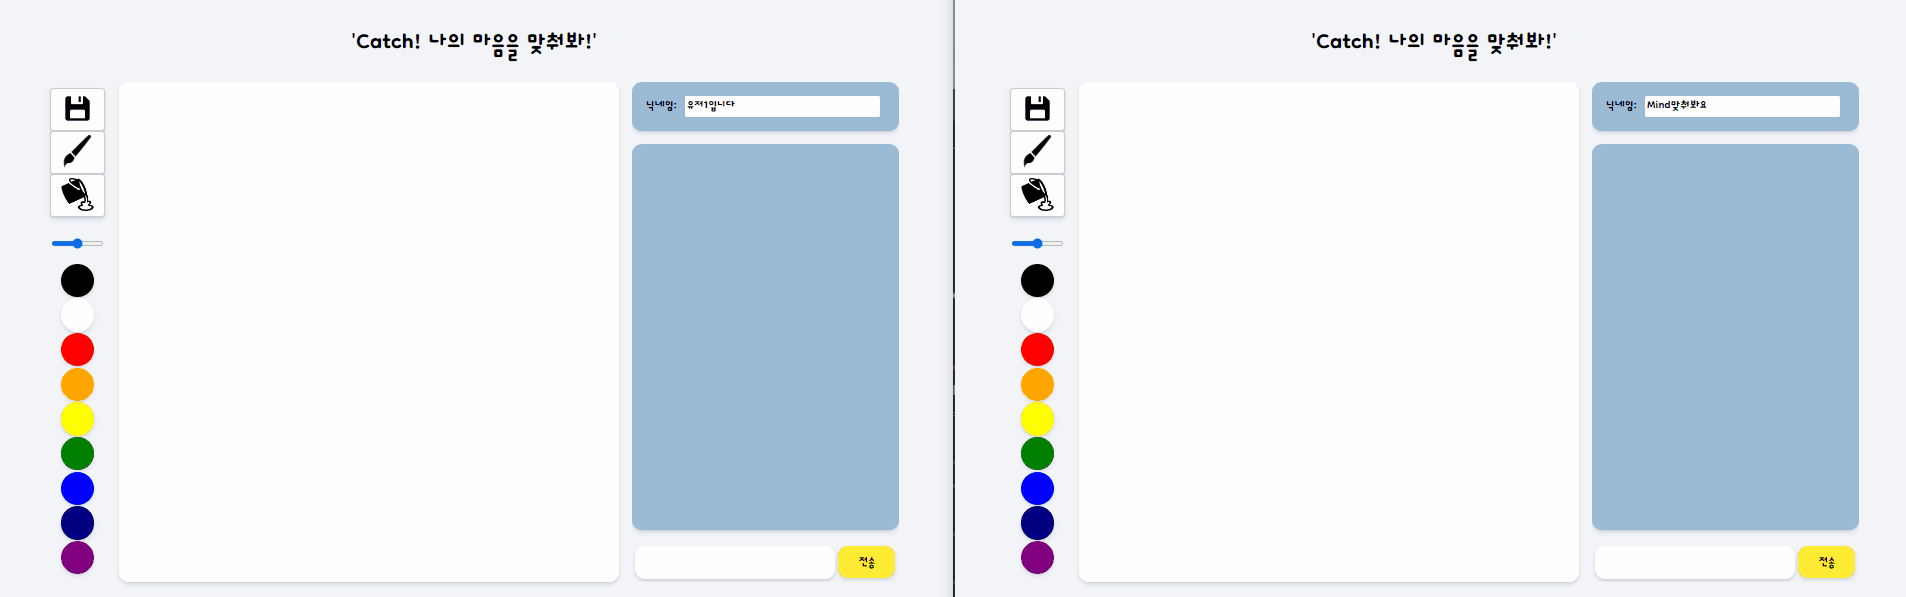 'Catch! 나의 마음을 맞춰봐!'
닉네임: 유저1입니다
전송
'Catch! 나의 마음을 맞춰봐!'
닉네임: Mind맞춰봐요
전송